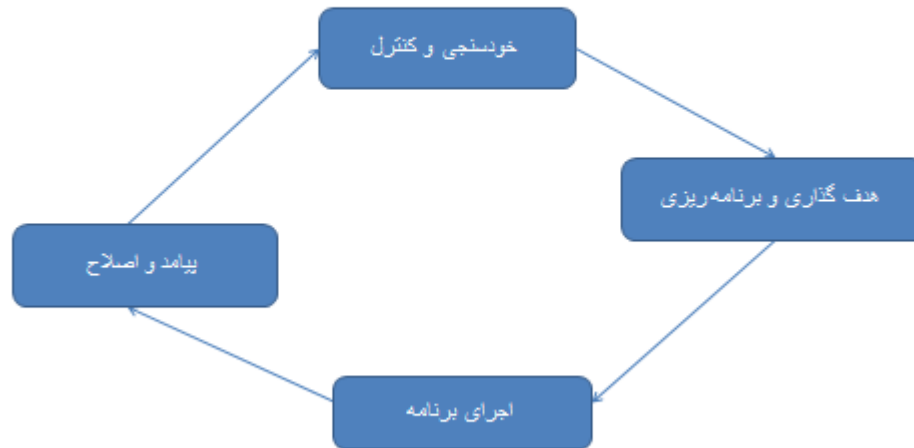 خودسنجی و کنترل
هدف گذاری و برنامه ریزی
پیامد و اصلاح
اجرای برنامه